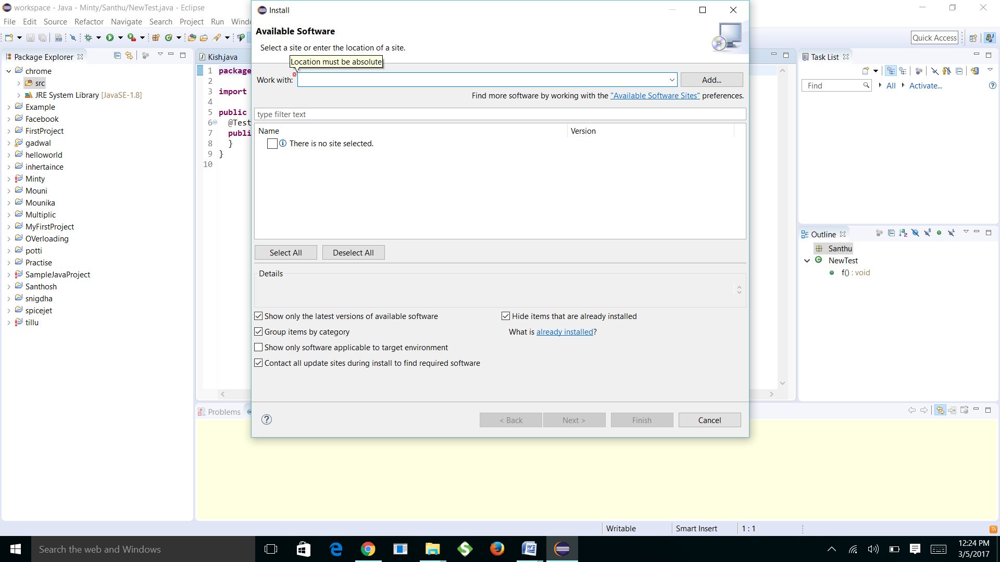 workspace - Java - Minty/Santhu/NewTest.java - Eclipse
File Edit Source Refactor Navigate Search Project Run
Quick Access
Package Explorer
chrome
src
JRE System Library [JavaSE-1.8]
Example
Facebook
FirstProject
gadwal
helloworld
inhertaince
Minty
Mouni
Mounika
Multiplic
MyFirstProject
OVerloading
potti
Practise
SampleJavaProject
Santhosh
snigdha
spicejet
tillu
Kish.java
1 package
2
3 import
4
5 public
6 @Test
7 publi
8 }
9 }
10
Install
Available Software
Select a site or enter the location of a site.
Location must be absolute
Work with:
Add...
Find more software by working with the "Available Software Sites" preferences.
type filter text
Name Version
There is no site selected.
Select All Deselect All
Details
Show only the latest versions of available software
Hide items that are already installed
Group items by category
What is already installed?
Show only software applicable to target environment
Contact all update sites during install to find required software
< Back Next > Finish Cancel
Task List
Find
All Activate...
Outline
Santhu
NewTest
f() : void
Problems @
Writable Smart Insert 1 : 1
Search the web and Windows
12:24 PM
3/5/2017